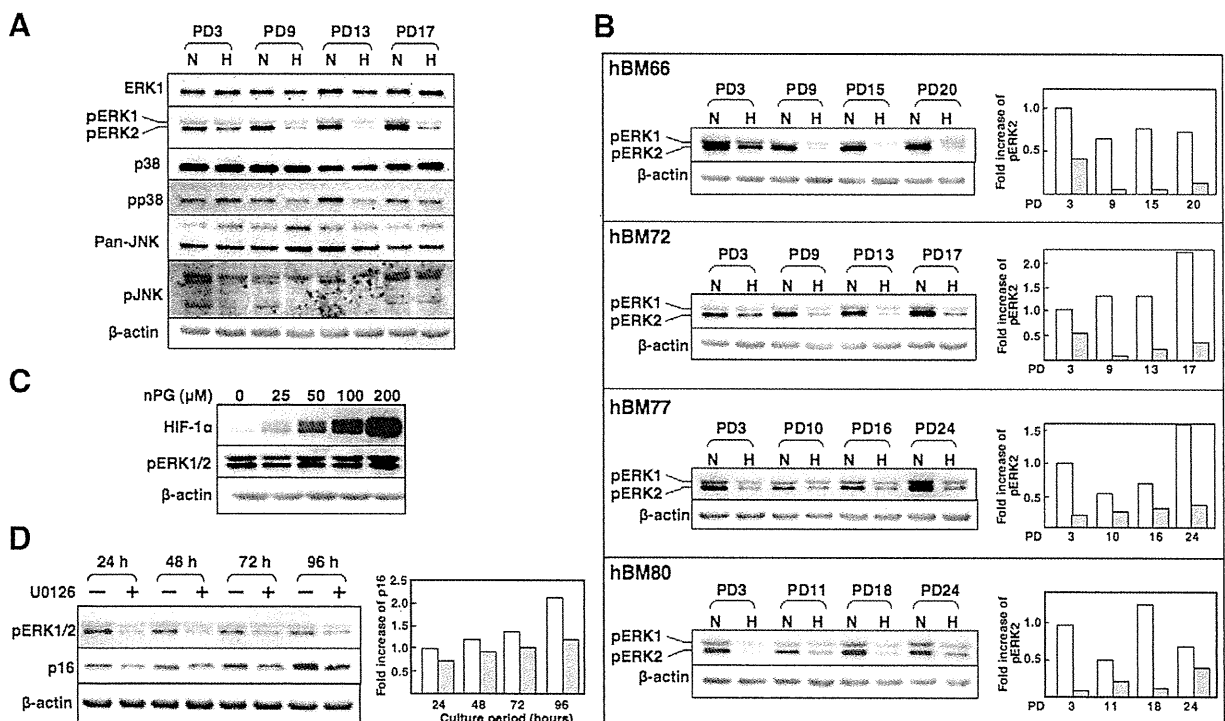 A
PD3 PD9 PD13 PD17
N H N H N H N H
ERK1
pERK1
pERK2
p38
pp38
Pan-JNK
pJNK
β-actin
B
hBM66
PD3 PD9 PD15 PD20
N H N H N H N H
pERK1
pERK2
β-actin
Fold increase of
pERK2
1.0
0.5
PD 3 9 15 20
hBM72
PD3 PD9 PD13 PD17
N H N H N H N H
pERK1
pERK2
β-actin
Fold increase of
pERK2
2.0
1.5
1.0
0.5
PD 3 9 13 17
hBM77
PD3 PD10 PD16 PD24
N H N H N H N H
pERK1
pERK2
β-actin
Fold increase of
pERK2
1.5
1.0
0.5
PD 3 10 16 24
hBM80
PD3 PD11 PD18 PD24
N H N H N H N H
pERK1
pERK2
β-actin
Fold increase of
pERK2
1.0
0.5
PD 3 11 18 24
C
nPG (μM) 0 25 50 100 200
HIF-1α
pERK1/2
β-actin
D
24 h 48 h 72 h 96 h
U0126 − + − + − + − +
pERK1/2
p16
β-actin
Fold increase of p16
2.5
2.0
1.5
1.0
0.5
24 48 72 96
Culture period (hours)